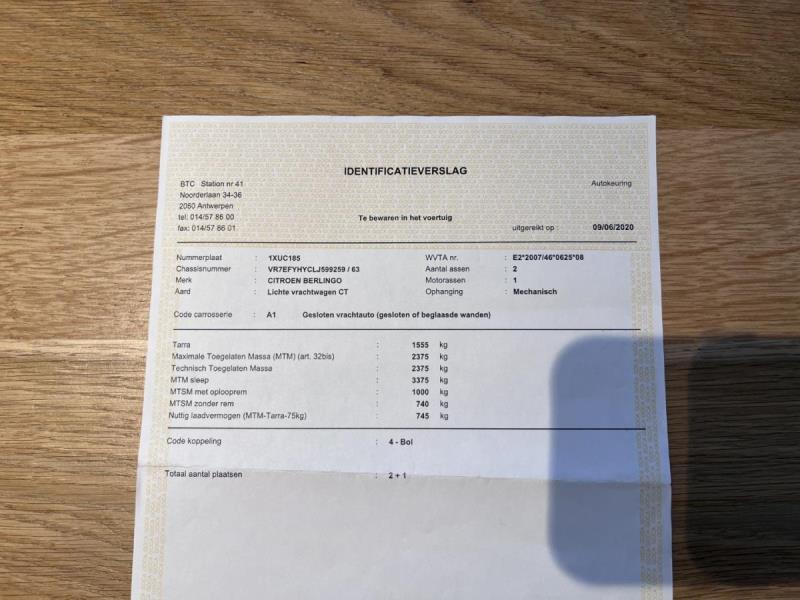 IDENTIFICATIEVERSLAG
BTC Station nr 41 Autokeuring
Noorderlaan 34-36
2060 Antwerpen
tel: 014/57 86 00 Te bewaren in het voertuig
fax: 014/57 86 01 uitgereikt op : 09/06/2020
Nummerplaat : 1XUC185 WVTA nr. : E2*2007/46*0625*08
Chassisnummer : VR7EFYHYCLJ599259 / 63 Aantal assen : 2
Merk : CITROEN BERLINGO Motorassen : 1
Aard : Lichte vrachtwagen CT Ophanging : Mechanisch
Code carrosserie : A1 Gesloten vrachtauto (gesloten of beglaasde wanden)
Tarra : 1555 kg
Maximale Toegelaten Massa (MTM) (art. 32bis) : 2375 kg
Technisch Toegelaten Massa : 2375 kg
MTM sleep : 3375 kg
MTSM met oplooprem : 1000 kg
MTSM zonder rem : 740 kg
Nuttig laadvermogen (MTM-Tarra-75kg) : 745 kg
Code koppeling : 4 - Bol
Totaal aantal plaatsen : 2 + 1